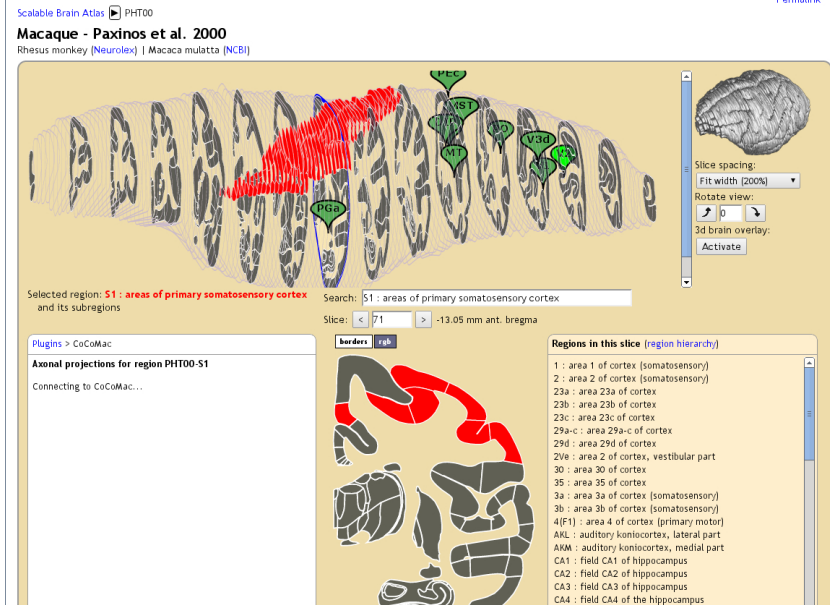 Permalink
Scalable Brain Atlas ▶ PHT00
Macaque - Paxinos et al. 2000
Rhesus monkey (Neurolex) | Macaca mulatta (NCBI)
PEc
MST
MT
V3d
PGa
Slice spacing:
Fit width (200%)
Rotate view:
0
3d brain overlay:
Activate
Selected region: S1 : areas of primary somatosensory cortex
and its subregions
Search: S1 : areas of primary somatosensory cortex
Slice: < 71 > -13.05 mm ant. bregma
Plugins > CoCoMac
Axonal projections for region PHT00-S1
Connecting to CoCoMac...
borders rgb
Regions in this slice (region hierarchy)
1 : area 1 of cortex (somatosensory)
2 : area 2 of cortex (somatosensory)
23a : area 23a of cortex
23b : area 23b of cortex
23c : area 23c of cortex
29a-c : area 29a-c of cortex
29d : area 29d of cortex
2Ve : area 2 of cortex, vestibular part
30 : area 30 of cortex
35 : area 35 of cortex
3a : area 3a of cortex (somatosensory)
3b : area 3b of cortex (somatosensory)
4(F1) : area 4 of cortex (primary motor)
AKL : auditory koniocortex, lateral part
AKM : auditory koniocortex, medial part
CA1 : field CA1 of hippocampus
CA2 : field CA2 of hippocampus
CA3 : field CA3 of hippocampus
CA4 : field CA4 of the hippocampus